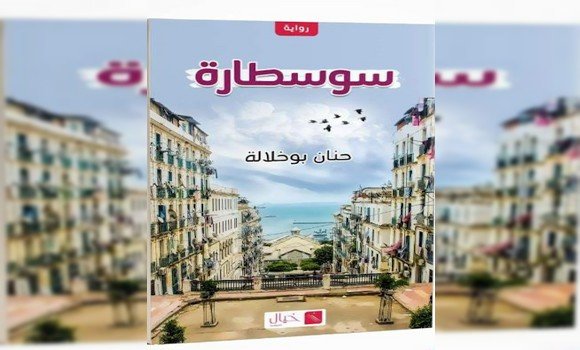 رواية
سوسطارة
حنان بوخلالة
خيال